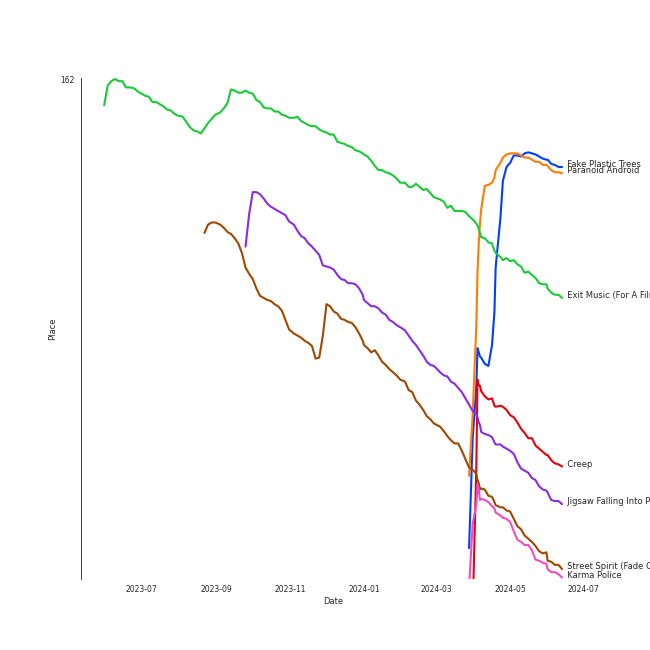 162
Fake Plastic Trees
Paranoid Android
Exit Music (For A Fil
Place
Creep
Jigsaw Falling Into P
Street Spirit (Fade O
Karma Police
2023-07
2023-09
2023-11
2024-01
2024-03
2024-05
2024-07
Date